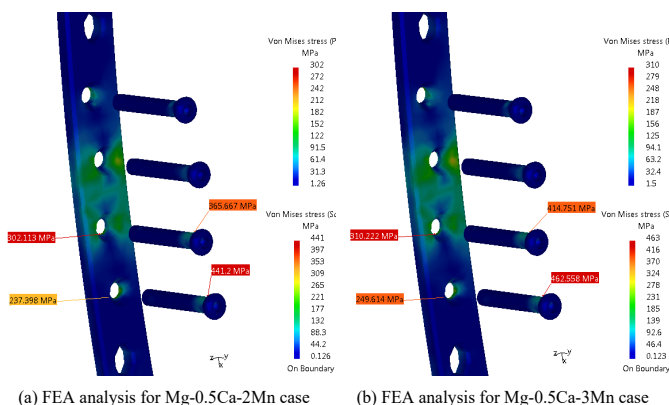 Von Mises stress (P
MPa
302
272
242
212
182
152
122
91.5
61.4
31.3
1.26
365.667 MPa
Von Mises stress (Sc
MPa
302.113 MPa
441
397
353
309
265
221
177
132
88.3
44.2
0.126
On Boundary
441.2 MPa
237.398 MPa
z y
x
(a) FEA analysis for Mg-0.5Ca-2Mn case
Von Mises stress (F
MPa
310
279
248
218
187
156
125
94.1
63.2
32.4
1.5
414.751 MPa
Von Mises stress (S
MPa
310.222 MPa
463
416
370
324
278
231
185
139
92.6
46.4
0.123
On Boundary
462.558 MPa
249.614 MPa
z y
x
(b) FEA analysis for Mg-0.5Ca-3Mn case